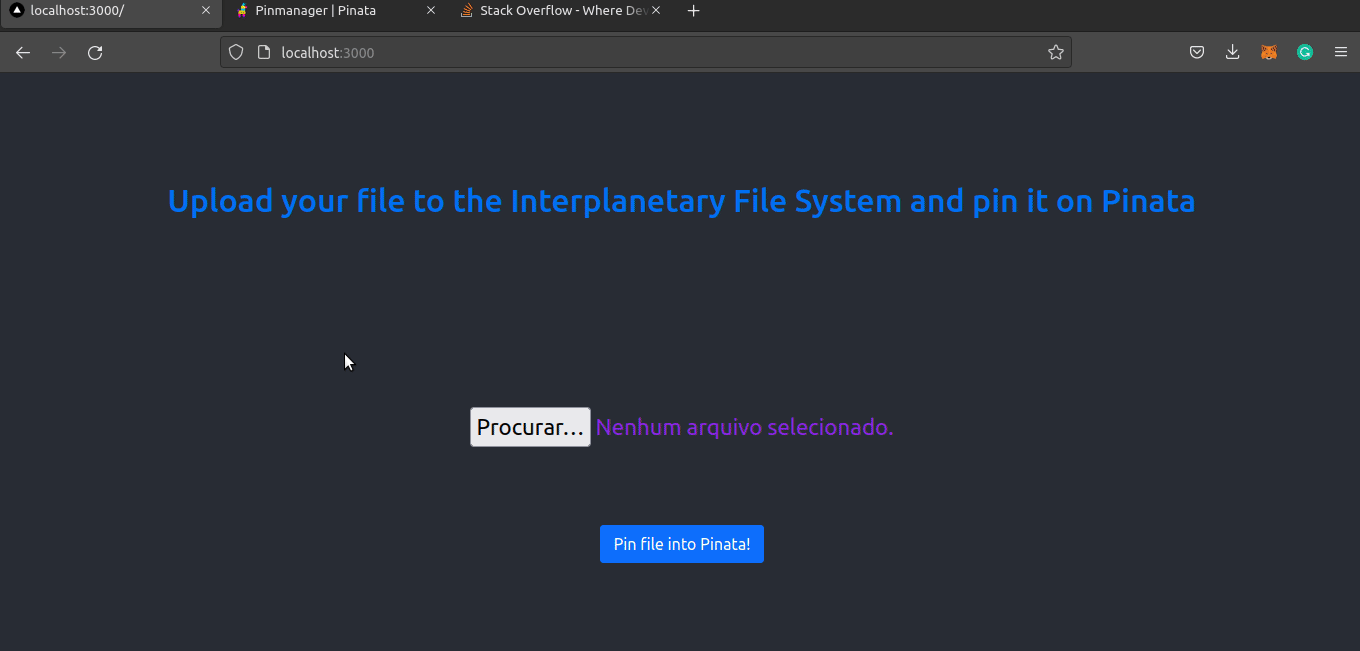 localhost:3000/
Pinmanager | Pinata
Stack Overflow - Where Dev
localhost:3000
Upload your file to the Interplanetary File System and pin it on Pinata
Procurar... Nenhum arquivo selecionado.
Pin file into Pinata!